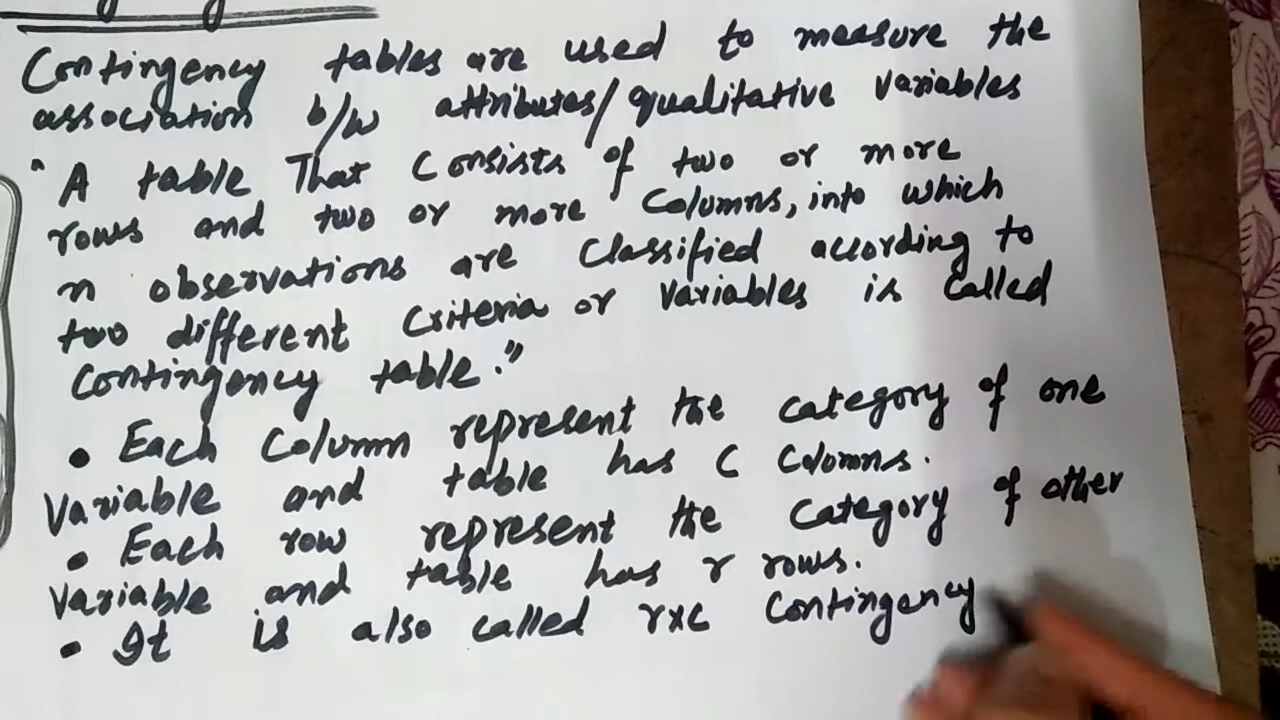 Contingency tables are used to measure the
association b/w attributes/qualitative variables
"A table That Consists of two or more
rows and two or more Columns, into which
n observations are Classified according to
two different Criteria or variables is Called
Contingency table."
• Each Column represent the category of one
Variable and table has C Coloms.
• Each row represent the Category of other
Variable and table has r rows.
• It is also called rxc Contingency